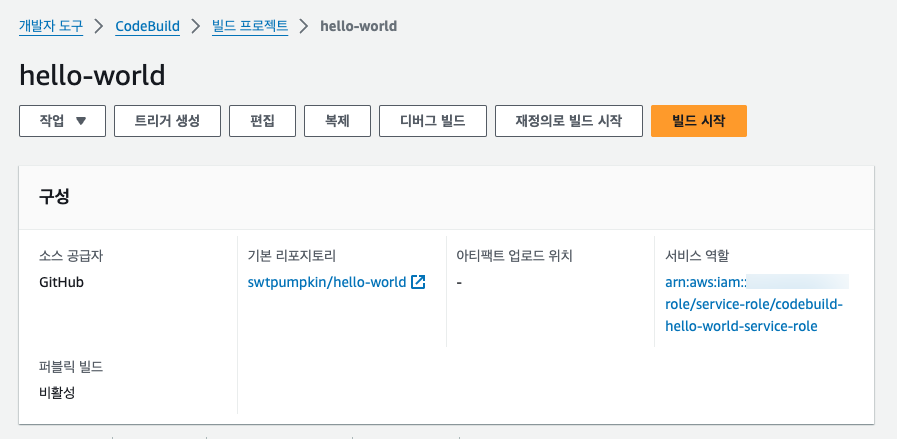 개발자 도구 > CodeBuild > 빌드 프로젝트 > hello-world
hello-world
작업 ▼ 트리거 생성 편집 복제 디버그 빌드 재정의로 빌드 시작 빌드 시작
구성
소스 공급자
GitHub
기본 리포지토리
swtpumpkin/hello-world
아티팩트 업로드 위치
-
서비스 역할
arn:aws:iam::
role/service-role/codebuild-
hello-world-service-role
퍼블릭 빌드
비활성